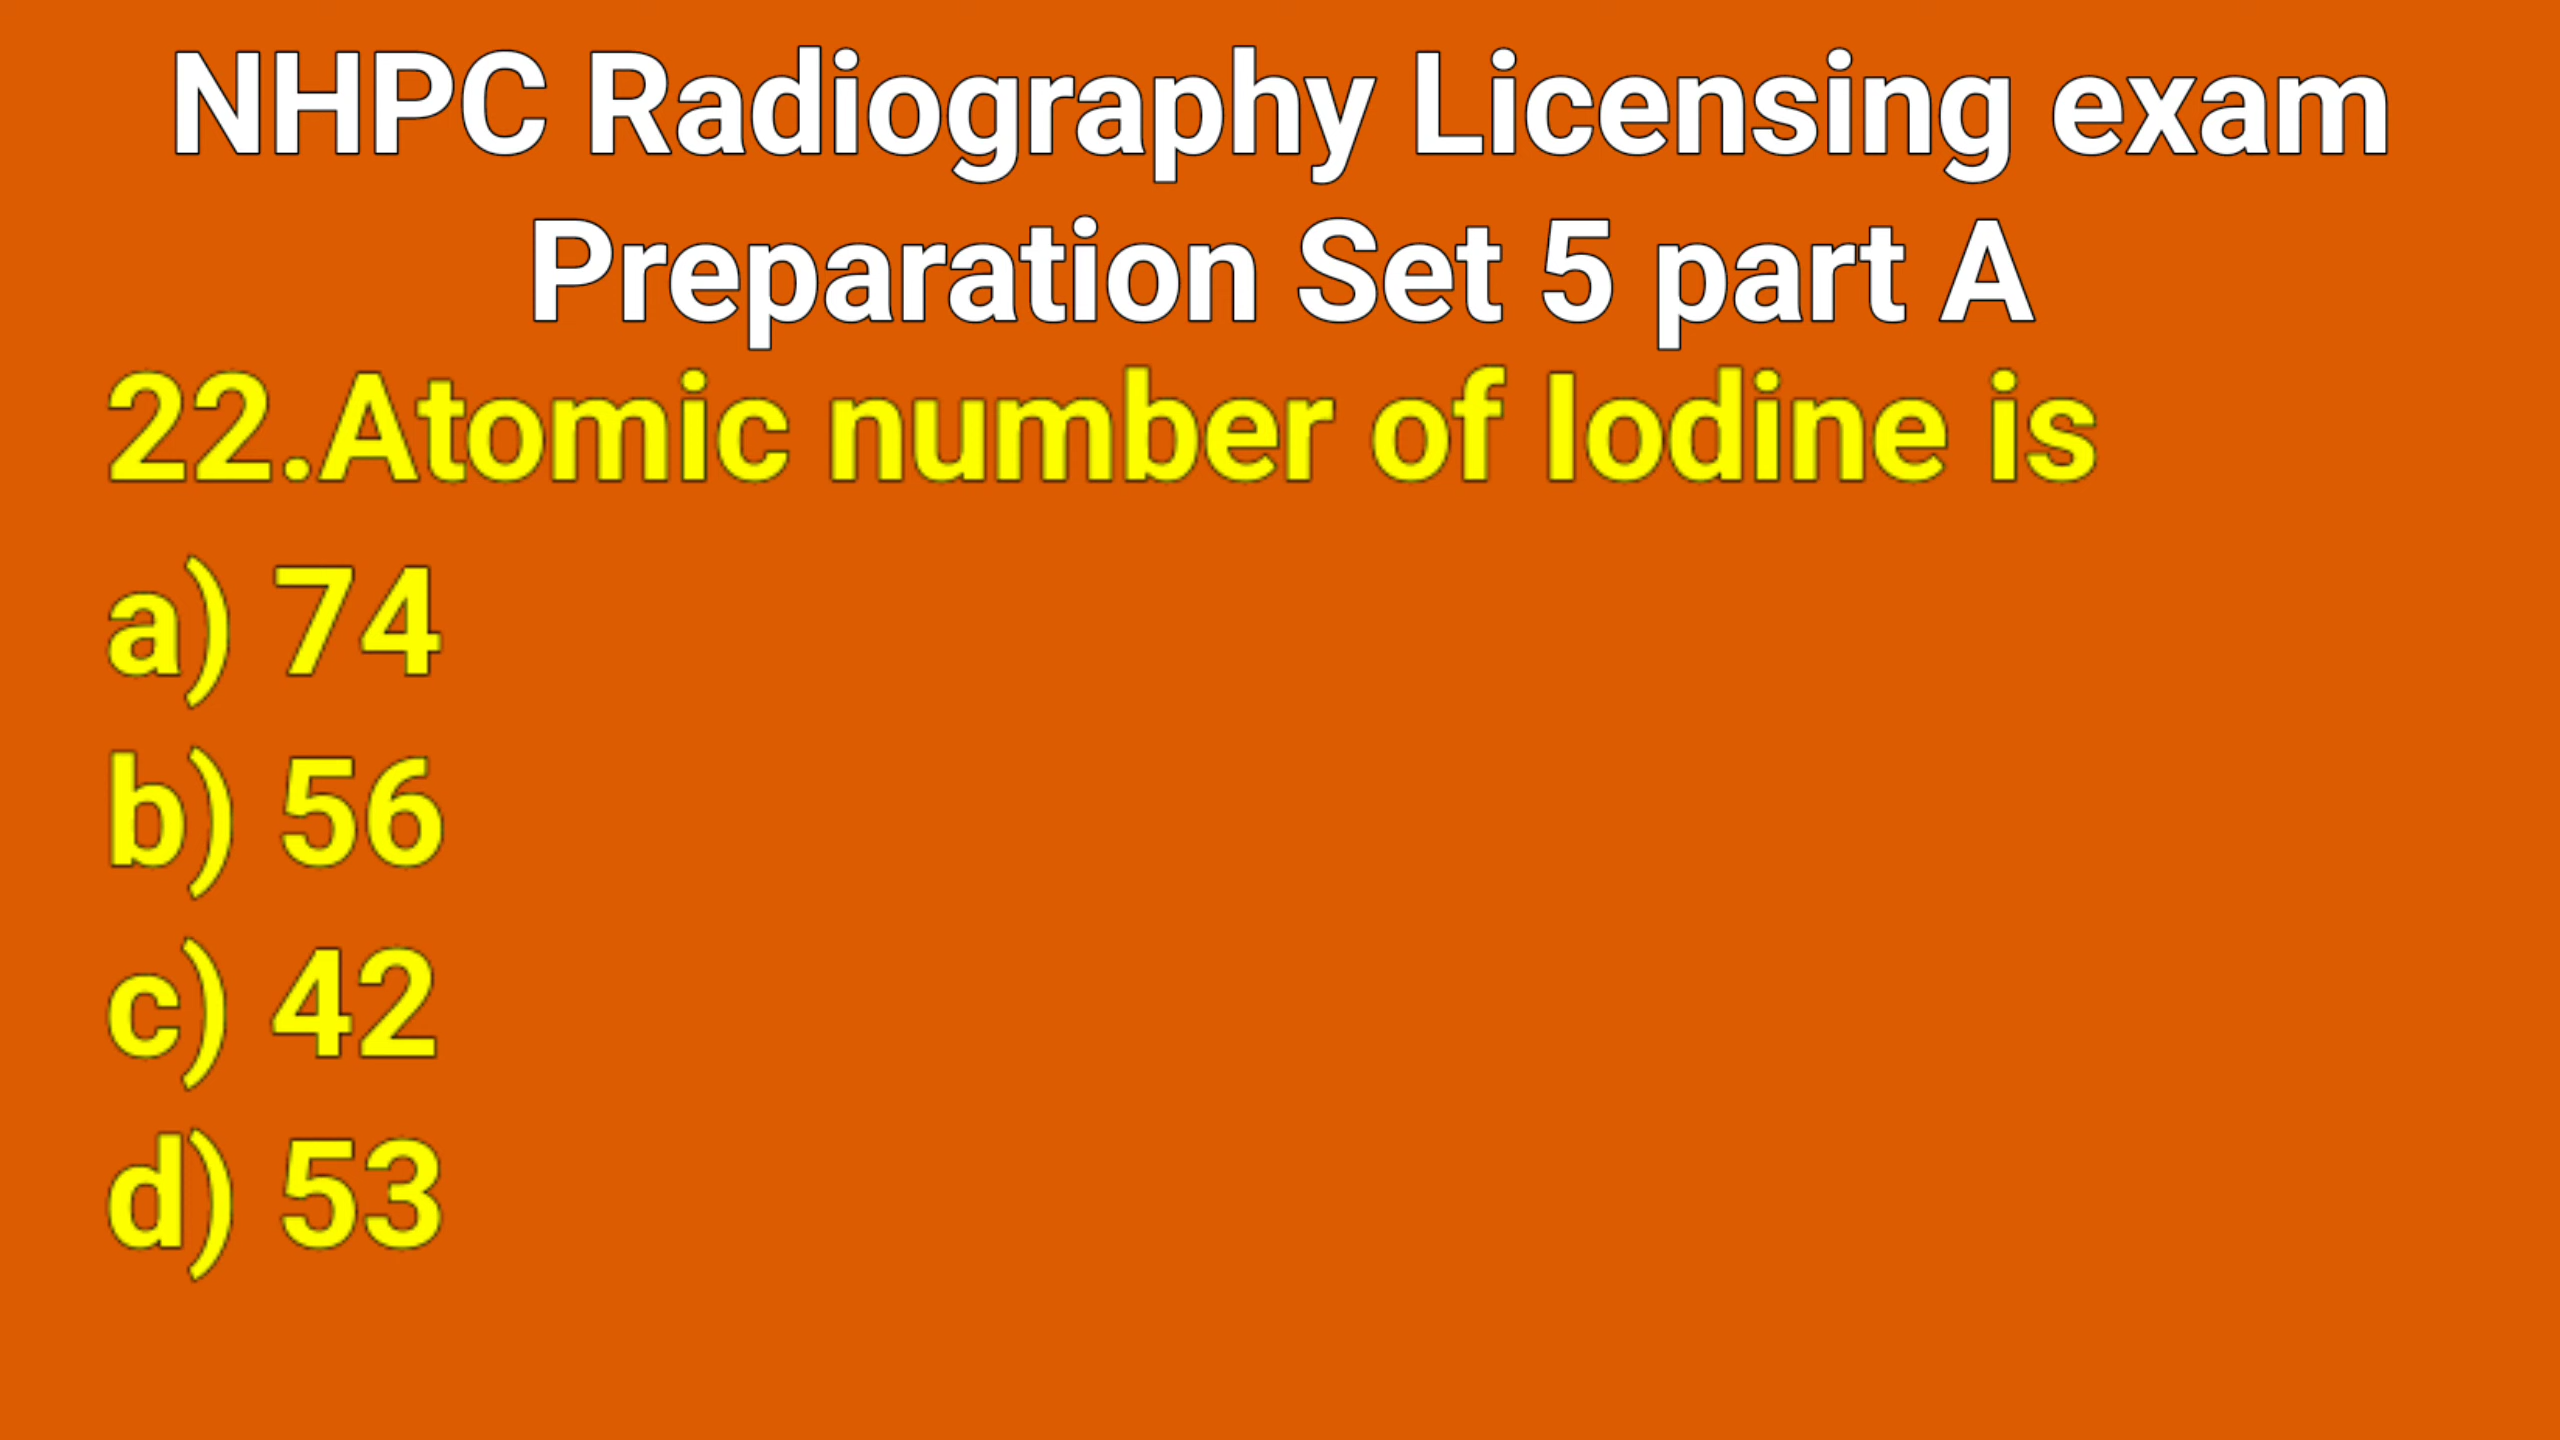 NHPC Radiography Licensing exam
Preparation Set 5 part A
22.Atomic number of Iodine is
a) 74
b) 56
c) 42
d) 53